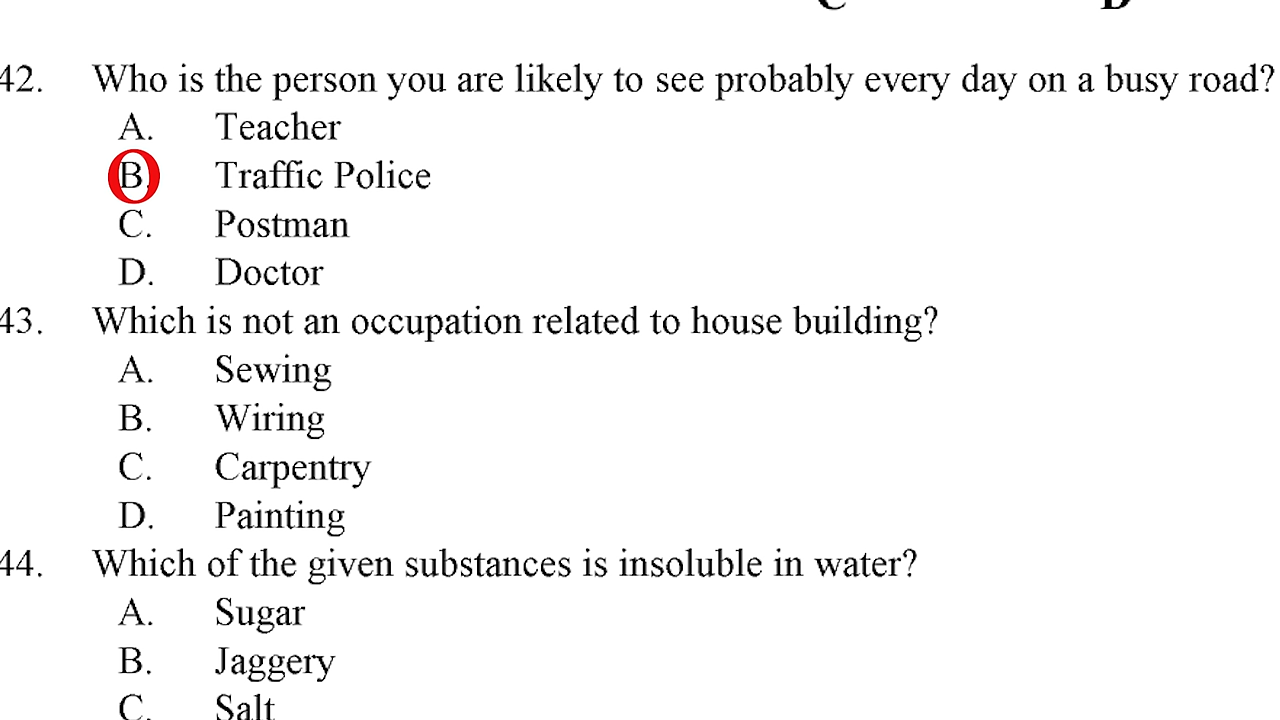 42. Who is the person you are likely to see probably every day on a busy road?
A. Teacher
B. Traffic Police
C. Postman
D. Doctor
43. Which is not an occupation related to house building?
A. Sewing
B. Wiring
C. Carpentry
D. Painting
44. Which of the given substances is insoluble in water?
A. Sugar
B. Jaggery
C. Salt